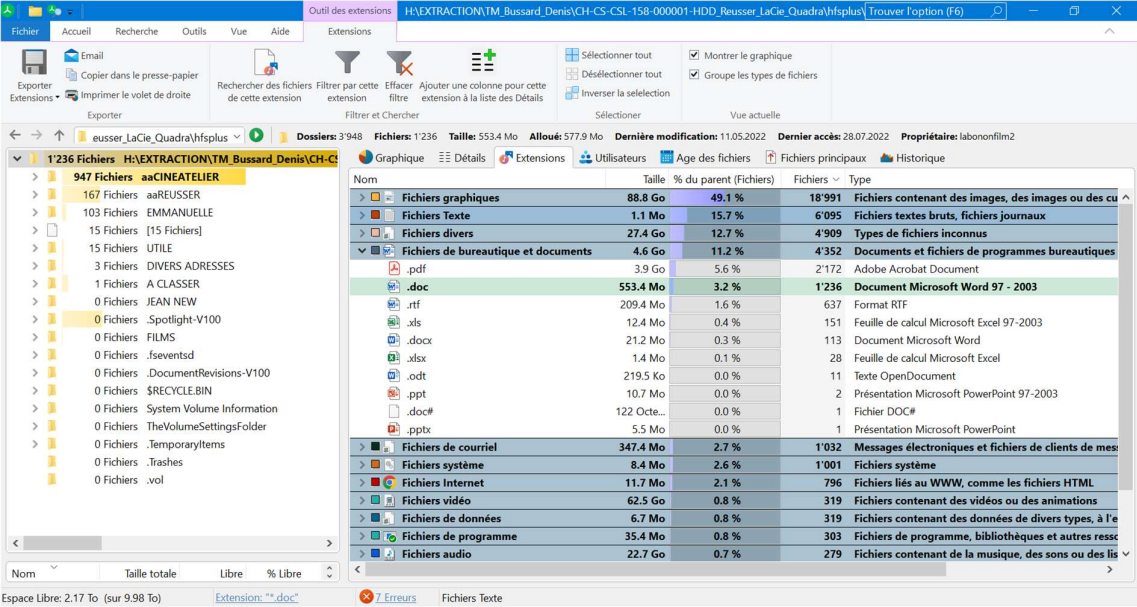 Outil des extensions H:\EXTRACTION\TM_Bussard_Denis\CH-CS-CSL-158-000001-HDD_Reusser_LaCie_Quadra\hfsplus\ Trouver l'option (F6)
Fichier Accueil Recherche Outils Vue Aide Extensions
Exporter Extensions
Email
Copier dans le presse-papier
Imprimer le volet de droite
Exporter
Rechercher des fichiers de cette extension
Filtrer par cette extension
Effacer filtre
Ajouter une colonne pour cette extension à la liste des Détails
Filtrer et Chercher
Sélectionner tout
Désélectionner tout
Inverser la selelection
Sélectionner
Montrer le graphique
Groupe les types de fichiers
Vue actuelle
eusser_LaCie_Quadra\hfsplus Dossiers: 3'948 Fichiers: 1'236 Taille: 553.4 Mo Alloué: 577.9 Mo Dernière modification: 11.05.2022 Dernier accès: 28.07.2022 Propriétaire: labononfilm2
1'236 Fichiers H:\EXTRACTION\TM_Bussard_Denis\CH-CS
947 Fichiers aaCINEATELIER
167 Fichiers aaREUSSER
103 Fichiers EMMANUELLE
15 Fichiers [15 Fichiers]
15 Fichiers UTILE
3 Fichiers DIVERS ADRESSES
1 Fichiers A CLASSER
0 Fichiers JEAN NEW
0 Fichiers .Spotlight-V100
0 Fichiers FILMS
0 Fichiers .fseventsd
0 Fichiers .DocumentRevisions-V100
0 Fichiers $RECYCLE.BIN
0 Fichiers System Volume Information
0 Fichiers TheVolumeSettingsFolder
0 Fichiers .TemporaryItems
0 Fichiers .Trashes
0 Fichiers .vol
Nom Taille totale Libre % Libre
Graphique Détails Extensions Utilisateurs Age des fichiers Fichiers principaux Historique
Nom Taille % du parent (Fichiers) Fichiers Type
Fichiers graphiques 88.8 Go 49.1 % 18'991 Fichiers contenant des images, des images ou des cu
Fichiers Texte 1.1 Mo 15.7 % 6'095 Fichiers textes bruts, fichiers journaux
Fichiers divers 27.4 Go 12.7 % 4'909 Types de fichiers inconnus
Fichiers de bureautique et documents 4.6 Go 11.2 % 4'352 Documents et fichiers de programmes bureautiques
.pdf 3.9 Go 5.6 % 2'172 Adobe Acrobat Document
.doc 553.4 Mo 3.2 % 1'236 Document Microsoft Word 97 - 2003
.rtf 209.4 Mo 1.6 % 637 Format RTF
.xls 12.4 Mo 0.4 % 151 Feuille de calcul Microsoft Excel 97-2003
.docx 21.2 Mo 0.3 % 113 Document Microsoft Word
.xlsx 1.4 Mo 0.1 % 28 Feuille de calcul Microsoft Excel
.odt 219.5 Ko 0.0 % 11 Texte OpenDocument
.ppt 10.7 Mo 0.0 % 2 Présentation Microsoft PowerPoint 97-2003
.doc# 122 Octe... 0.0 % 1 Fichier DOC#
.pptx 5.5 Mo 0.0 % 1 Présentation Microsoft PowerPoint
Fichiers de courriel 347.4 Mo 2.7 % 1'032 Messages électroniques et fichiers de clients de mess
Fichiers système 8.4 Mo 2.6 % 1'001 Fichiers système
Fichiers Internet 11.7 Mo 2.1 % 796 Fichiers liés au WWW, comme les fichiers HTML
Fichiers vidéo 62.5 Go 0.8 % 319 Fichiers contenant des vidéos ou des animations
Fichiers de données 6.7 Mo 0.8 % 319 Fichiers contenant des données de divers types, à l'e
Fichiers de programme 35.4 Mo 0.8 % 303 Fichiers de programme, bibliothèques et autres resso
Fichiers audio 22.7 Go 0.7 % 279 Fichiers contenant de la musique, des sons ou des lis
Espace Libre: 2.17 To (sur 9.98 To) Extension: "*.doc" 7 Erreurs Fichiers Texte